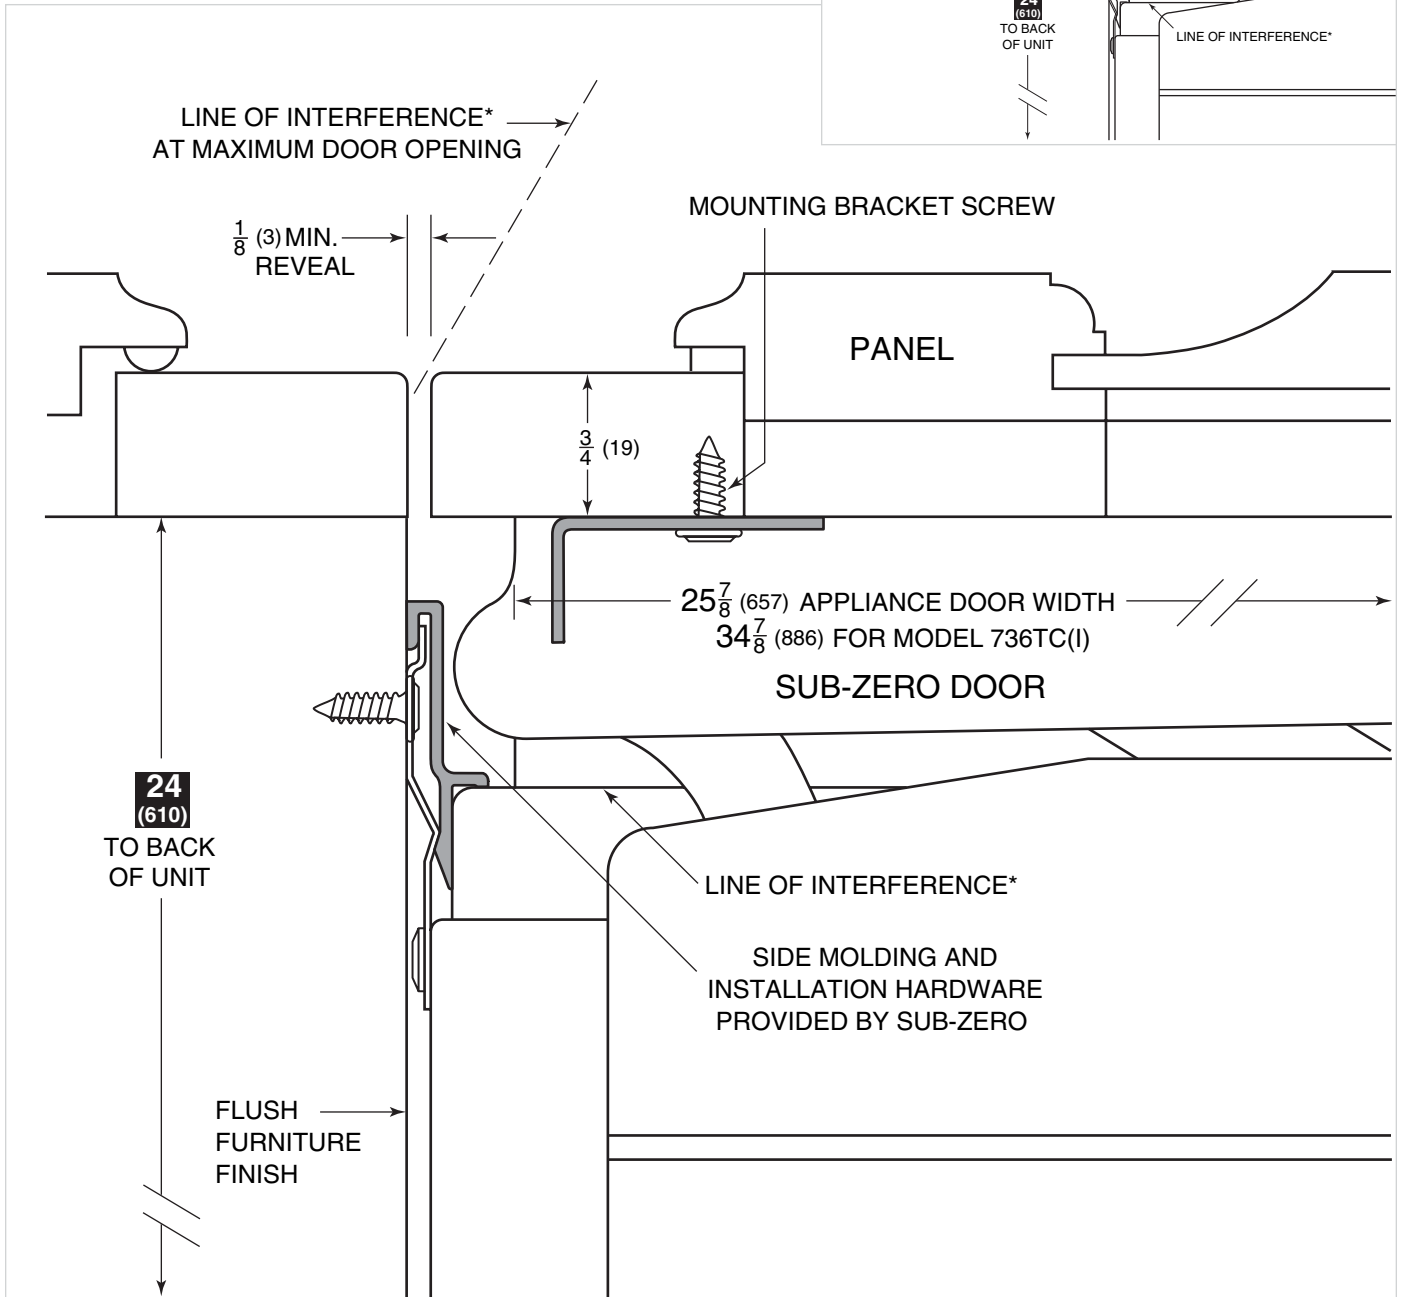 24
(610)
TO BACK
OF UNIT
LINE OF INTERFERENCE*
LINE OF INTERFERENCE*
AT MAXIMUM DOOR OPENING
1/8 (3) MIN.
REVEAL
MOUNTING BRACKET SCREW
PANEL
3/4 (19)
25 7/8 (657) APPLIANCE DOOR WIDTH
34 7/8 (886) FOR MODEL 736TC(I)
SUB-ZERO DOOR
24
(610)
TO BACK
OF UNIT
LINE OF INTERFERENCE*
SIDE MOLDING AND
INSTALLATION HARDWARE
PROVIDED BY SUB-ZERO
FLUSH
FURNITURE
FINISH